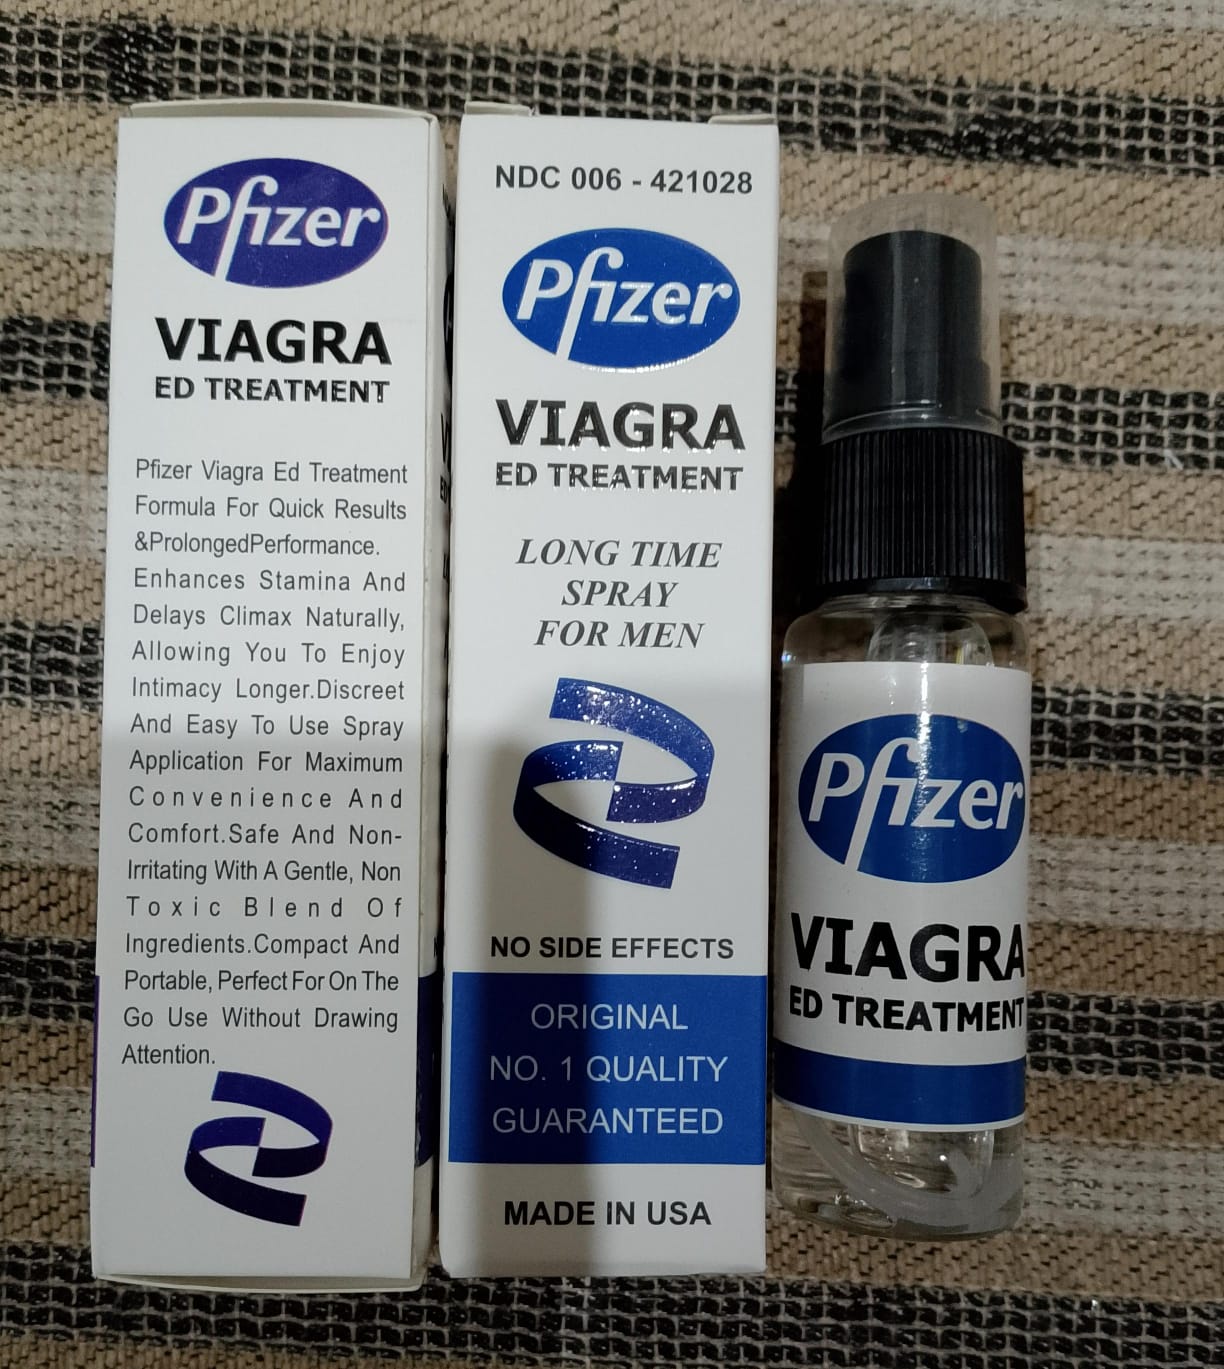 Pfizer
VIAGRA
ED TREATMENT
Pfizer Viagra Ed Treatment
Formula For Quick Results
&ProlongedPerformance.
Enhances Stamina And
Delays Climax Naturally,
Allowing You To Enjoy
Intimacy Longer.Discreet
And Easy To Use Spray
Application For Maximum
Convenience And
Comfort.Safe And Non-
Irritating With A Gentle, Non
Toxic Blend Of
Ingredients.Compact And
Portable, Perfect For On The
Go Use Without Drawing
Attention.
NDC 006 - 421028
Pfizer
VIAGRA
ED TREATMENT
LONG TIME
SPRAY
FOR MEN
NO SIDE EFFECTS
ORIGINAL
NO. 1 QUALITY
GUARANTEED
MADE IN USA
Pfizer
VIAGRA
ED TREATMENT